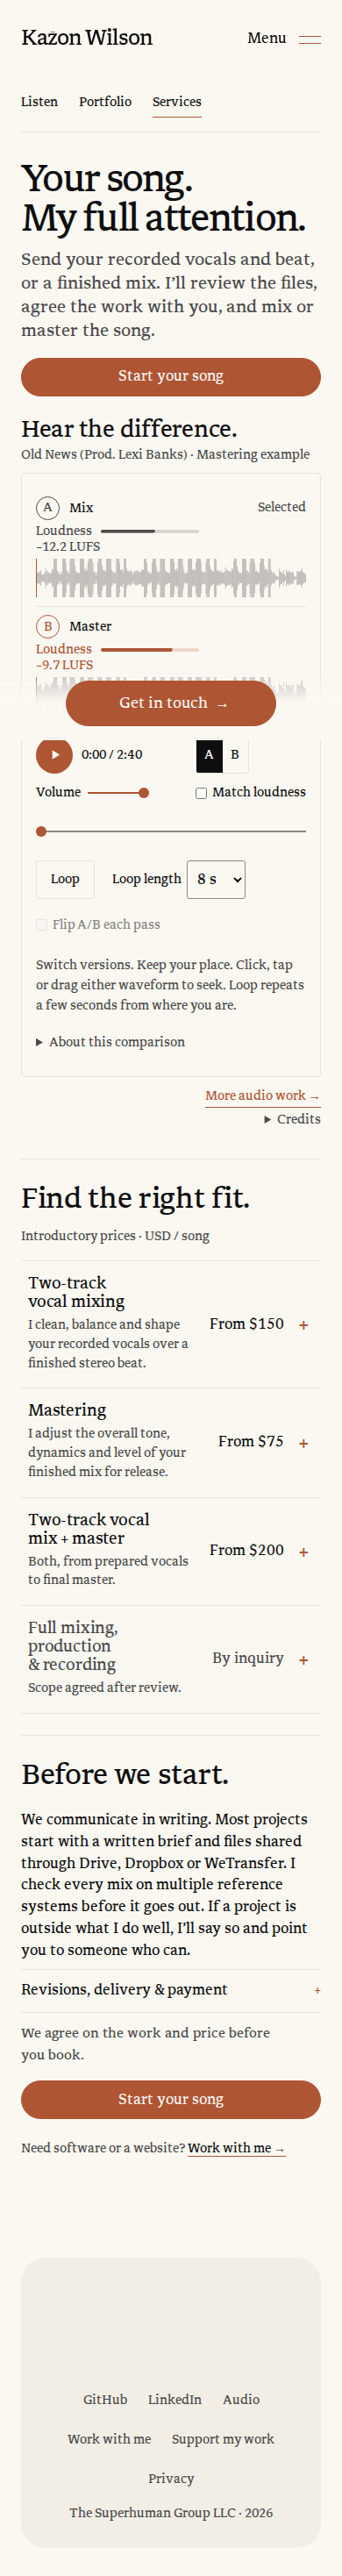 Kazon Wilson
Menu
Listen Portfolio Services
Your song.
My full attention.
Send your recorded vocals and beat,
or a finished mix. I’ll review the files,
agree the work with you, and mix or
master the song.
Start your song
Hear the difference.
Old News (Prod. Lexi Banks) · Mastering example
A Mix Selected
Loudness
−12.2 LUFS
B Master
Loudness
−9.7 LUFS
Get in touch →
0:00 / 2:40 A B
Volume Match loudness
Loop Loop length 8 s
Flip A/B each pass
Switch versions. Keep your place. Click, tap
or drag either waveform to seek. Loop repeats
a few seconds from where you are.
About this comparison
More audio work →
Credits
Find the right fit.
Introductory prices · USD / song
Two-track
vocal mixing
I clean, balance and shape
your recorded vocals over a
finished stereo beat.
From $150 +
Mastering
I adjust the overall tone,
dynamics and level of your
finished mix for release.
From $75 +
Two-track vocal
mix + master
Both, from prepared vocals
to final master.
From $200 +
Full mixing,
production
& recording
Scope agreed after review.
By inquiry +
Before we start.
We communicate in writing. Most projects
start with a written brief and files shared
through Drive, Dropbox or WeTransfer. I
check every mix on multiple reference
systems before it goes out. If a project is
outside what I do well, I’ll say so and point
you to someone who can.
Revisions, delivery & payment +
We agree on the work and price before
you book.
Start your song
Need software or a website? Work with me →
GitHub LinkedIn Audio
Work with me Support my work
Privacy
The Superhuman Group LLC · 2026